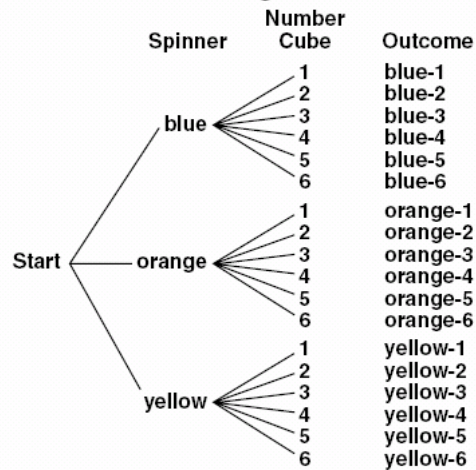 Number
Spinner Cube Outcome
1 blue-1
2 blue-2
blue 3 blue-3
4 blue-4
5 blue-5
6 blue-6
1 orange-1
2 orange-2
Start orange 3 orange-3
4 orange-4
5 orange-5
6 orange-6
1 yellow-1
2 yellow-2
yellow 3 yellow-3
4 yellow-4
5 yellow-5
6 yellow-6